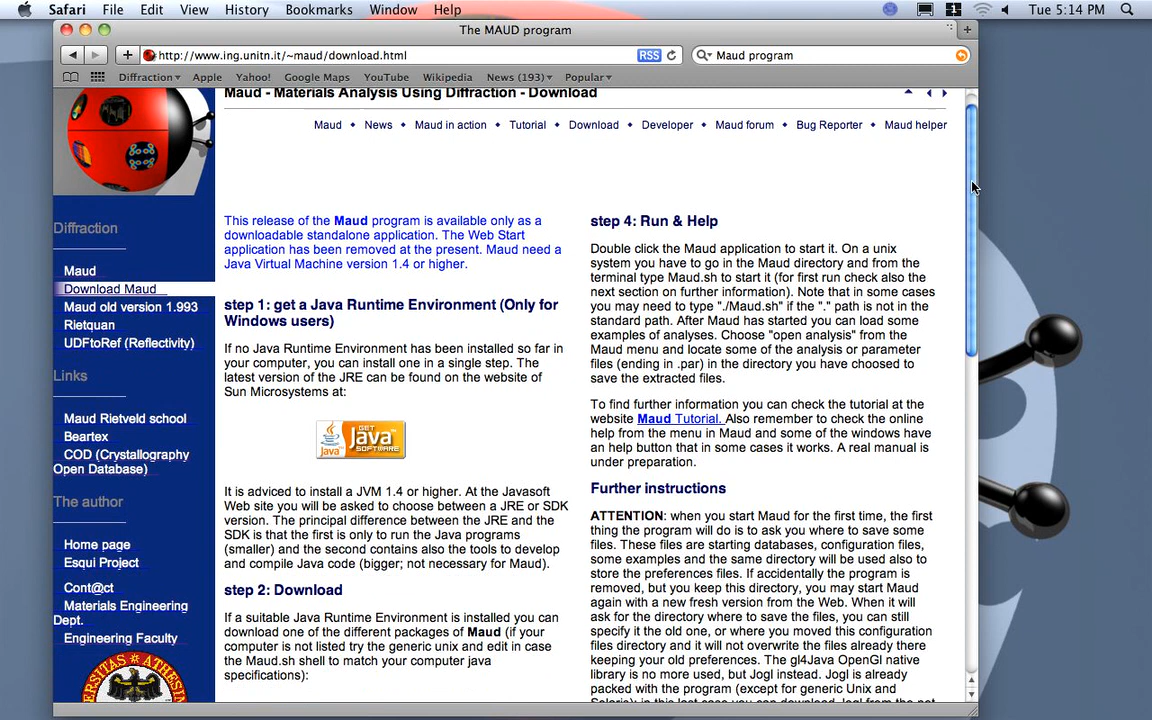 Safari File Edit View History Bookmarks Window Help
1 Tue 5:14 PM
The MAUD program
http://www.ing.unitn.it/~maud/download.html RSS Maud program
Diffraction Apple Yahoo! Google Maps YouTube Wikipedia News (193) Popular
Maud - Materials Analysis Using Diffraction - Download
Maud News Maud in action Tutorial Download Developer Maud forum Bug Reporter Maud helper
Diffraction
Maud
Download Maud
Maud old version 1.993
Rietquan
UDFtoRef (Reflectivity)
Links
Maud Rietveld school
Beartex
COD (Crystallography
Open Database)
The author
Home page
Esqui Project
Cont@ct
Materials Engineering
Dept.
Engineering Faculty
This release of the Maud program is available only as a
downloadable standalone application. The Web Start
application has been removed at the present. Maud need a
Java Virtual Machine version 1.4 or higher.
step 1: get a Java Runtime Environment (Only for
Windows users)
If no Java Runtime Environment has been installed so far in
your computer, you can install one in a single step. The
latest version of the JRE can be found on the website of
Sun Microsystems at:
Java
GET
Java
SOFTWARE
It is adviced to install a JVM 1.4 or higher. At the Javasoft
Web site you will be asked to choose between a JRE or SDK
version. The principal difference between the JRE and the
SDK is that the first is only to run the Java programs
(smaller) and the second contains also the tools to develop
and compile Java code (bigger; not necessary for Maud).
step 2: Download
If a suitable Java Runtime Environment is installed you can
download one of the different packages of Maud (if your
computer is not listed try the generic unix and edit in case
the Maud.sh shell to match your computer java
specifications):
step 4: Run & Help
Double click the Maud application to start it. On a unix
system you have to go in the Maud directory and from the
terminal type Maud.sh to start it (for first run check also the
next section on further information). Note that in some cases
you may need to type "./Maud.sh" if the "." path is not in the
standard path. After Maud has started you can load some
examples of analyses. Choose "open analysis" from the
Maud menu and locate some of the analysis or parameter
files (ending in .par) in the directory you have choosed to
save the extracted files.
To find further information you can check the tutorial at the
website Maud Tutorial. Also remember to check the online
help from the menu in Maud and some of the windows have
an help button that in some cases it works. A real manual is
under preparation.
Further instructions
ATTENTION: when you start Maud for the first time, the first
thing the program will do is to ask you where to save some
files. These files are starting databases, configuration files,
some examples and the same directory will be used also to
store the preferences files. If accidentally the program is
removed, but you keep this directory, you may start Maud
again with a new fresh version from the Web. When it will
ask for the directory where to save the files, you can still
specify it the old one, or where you moved this configuration
directory and it will not overwrite the files already there
keeping your old preferences. The gl4Java OpenGl native
library is no more used, but Jogl instead. Jogl is already
packed with the program (except for generic Unix and